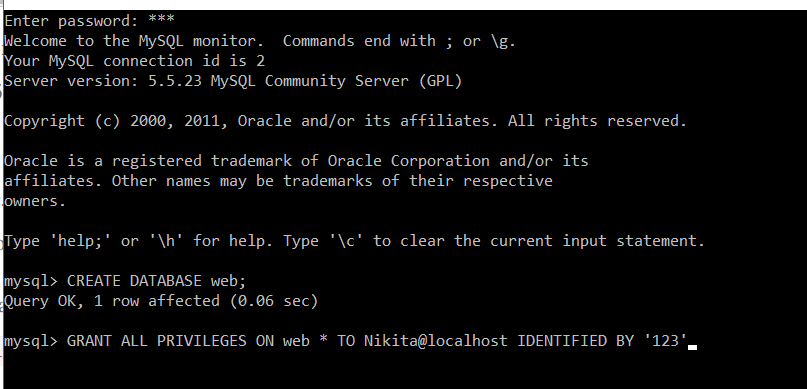 Enter password: ***
Welcome to the MySQL monitor.  Commands end with ; or \g.
Your MySQL connection id is 2
Server version: 5.5.23 MySQL Community Server (GPL)
Copyright (c) 2000, 2011, Oracle and/or its affiliates. All rights reserved.
Oracle is a registered trademark of Oracle Corporation and/or its
affiliates. Other names may be trademarks of their respective
owners.
Type 'help;' or '\h' for help. Type '\c' to clear the current input statement.
mysql> CREATE DATABASE web;
Query OK, 1 row affected (0.06 sec)
mysql> GRANT ALL PRIVILEGES ON web * TO Nikita@localhost IDENTIFIED BY '123'